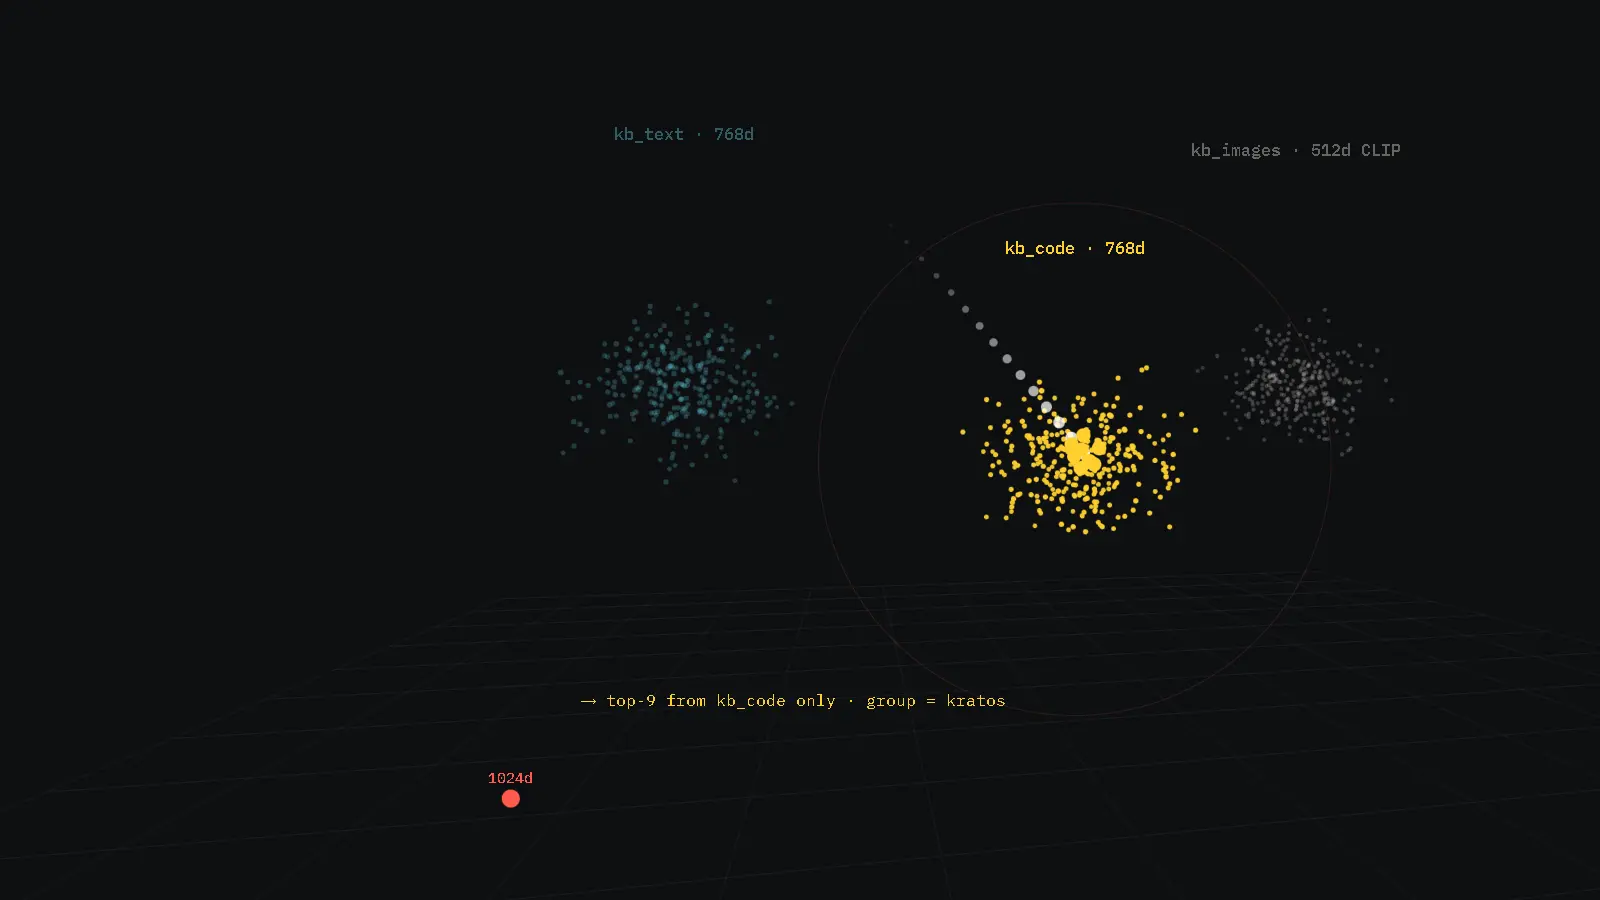 kb_text · 768d
kb_images · 512d CLIP
kb_code · 768d
→ top-9 from kb_code only · group = kratos
1024d